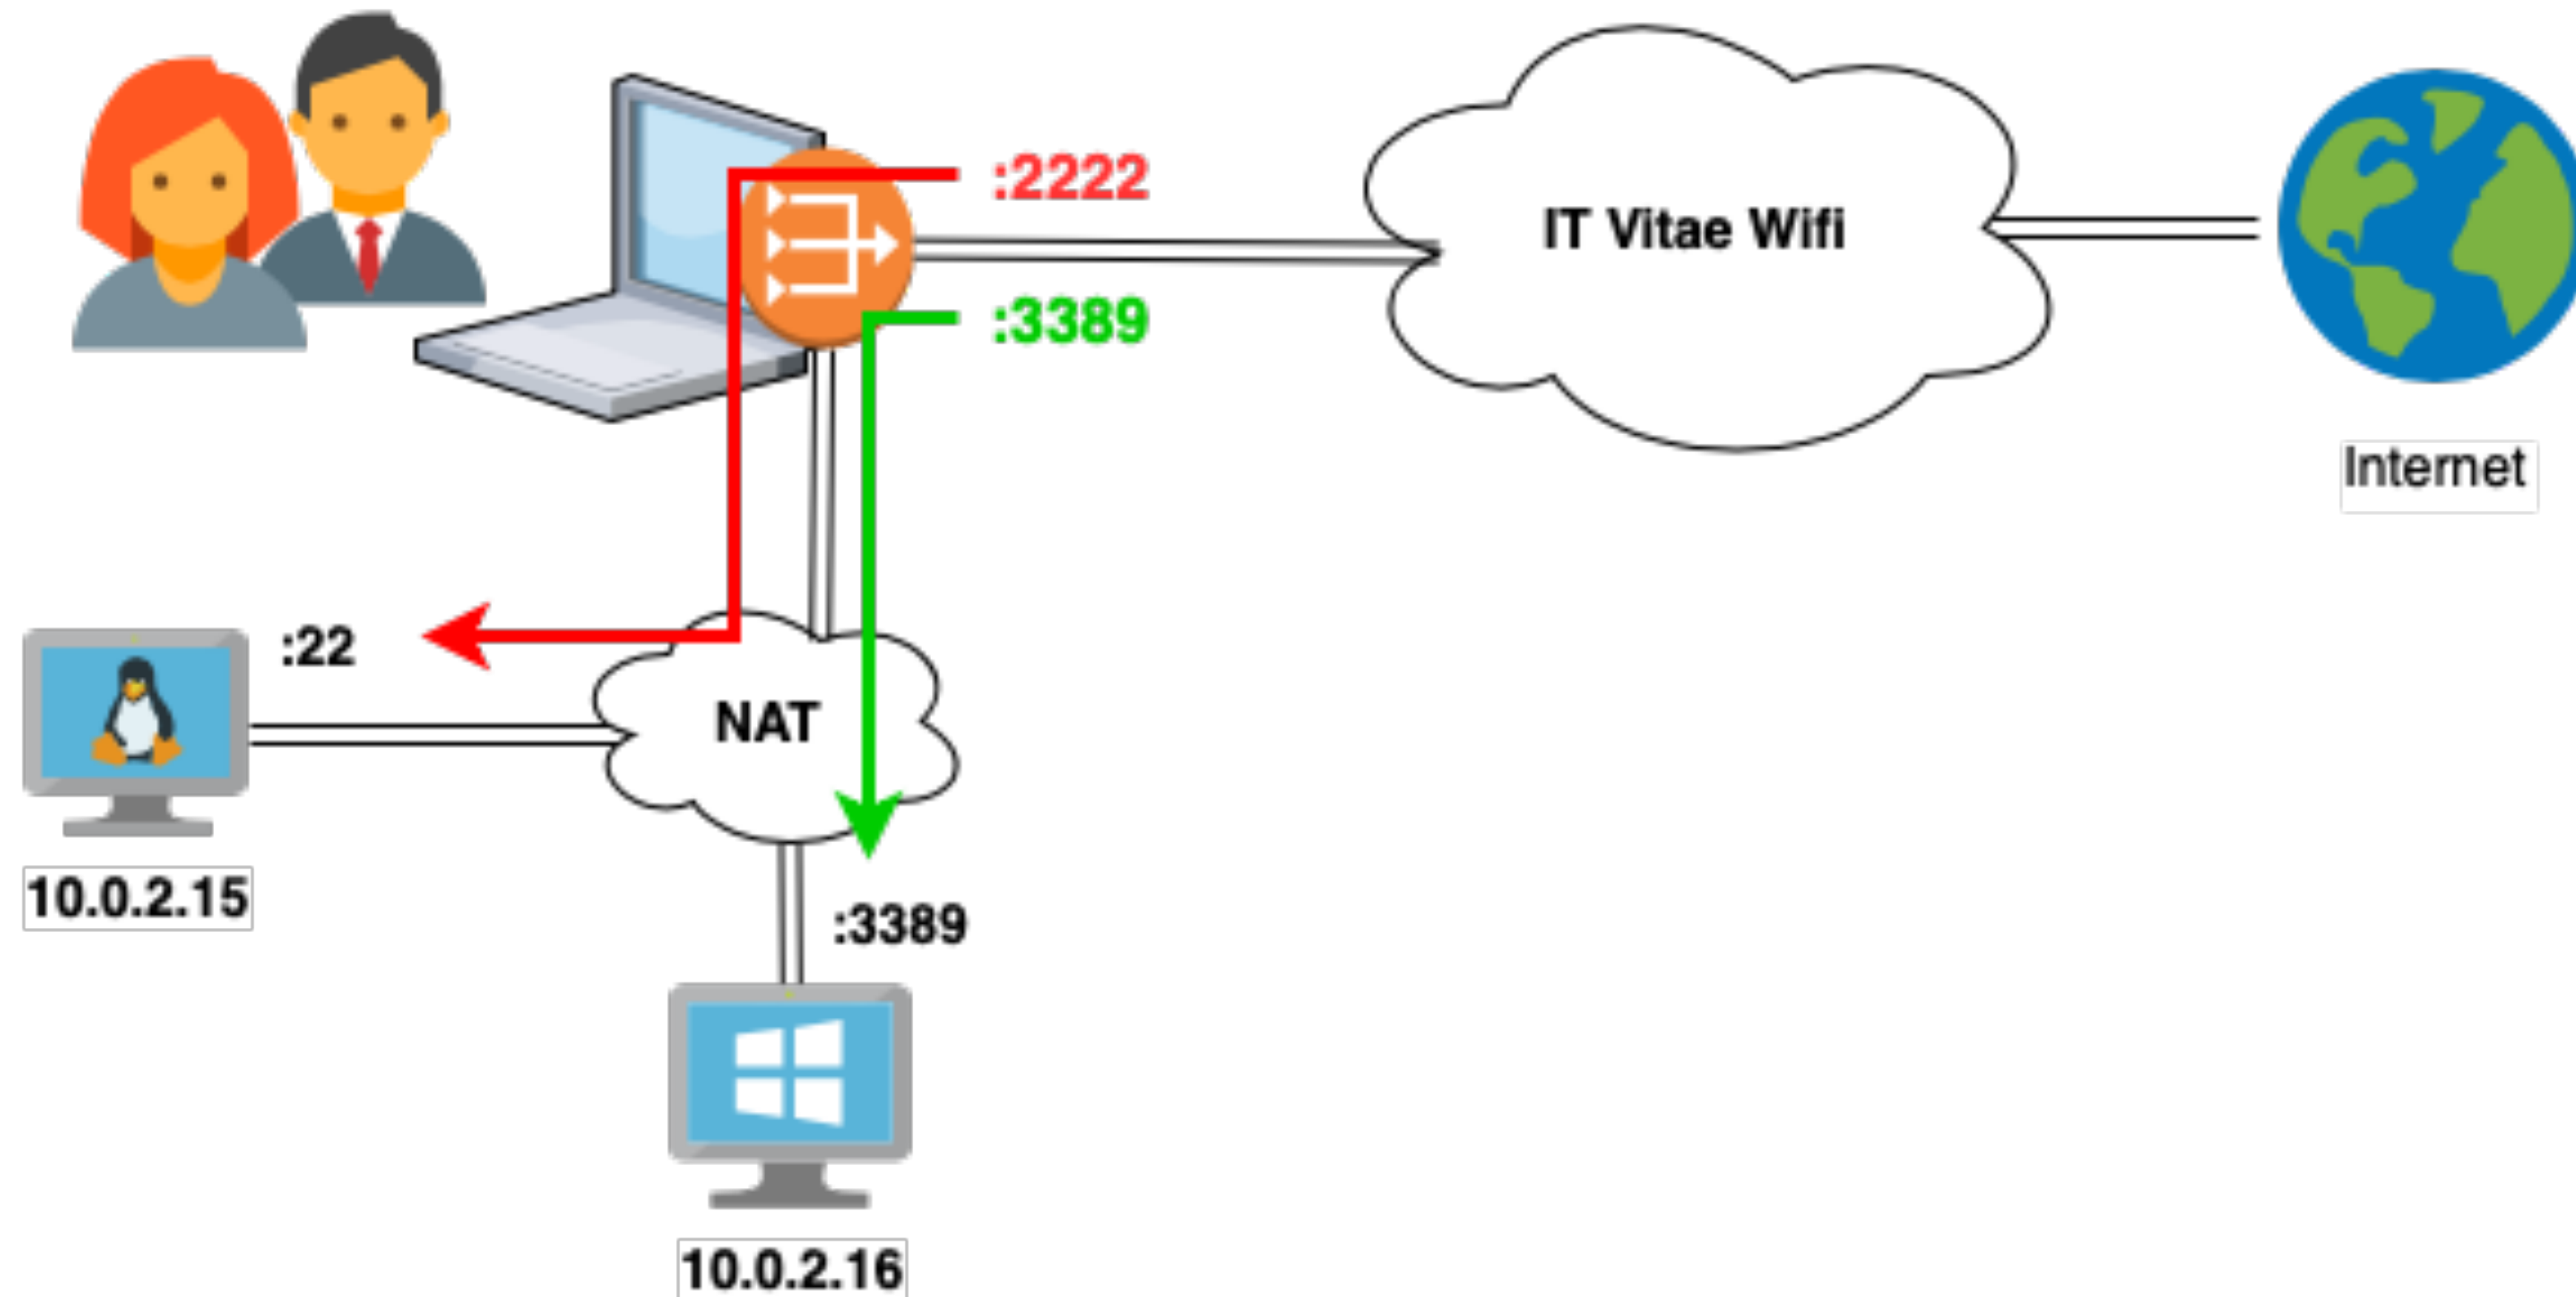 :2222
IT Vitae Wifi
:3389
Internet
:22
NAT
10.0.2.15
:3389
10.0.2.16